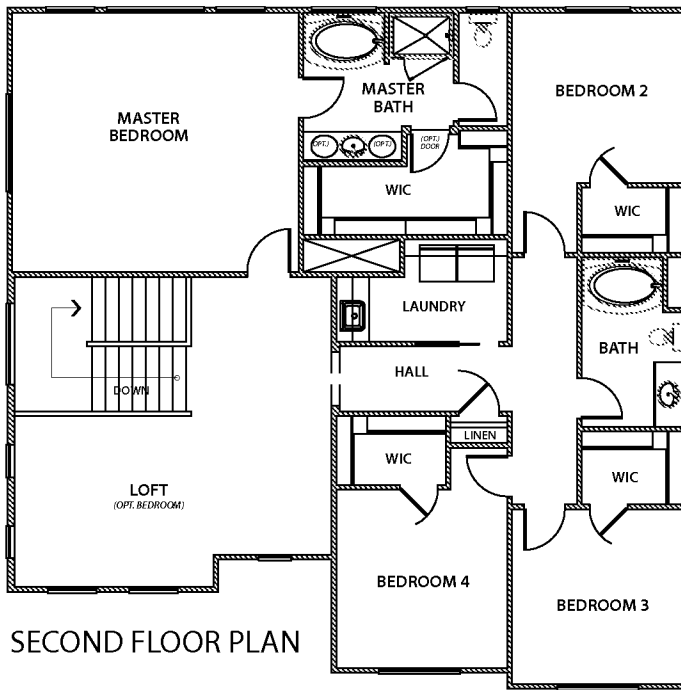 MASTER
BEDROOM
MASTER
BATH
BEDROOM 2
(OPT.)
(OPT.)
(OPT.)
DOOR
WIC
WIC
LAUNDRY
BATH
HALL
DOWN
LINEN
WIC
WIC
LOFT
(OPT. BEDROOM)
BEDROOM 4
BEDROOM 3
SECOND FLOOR PLAN